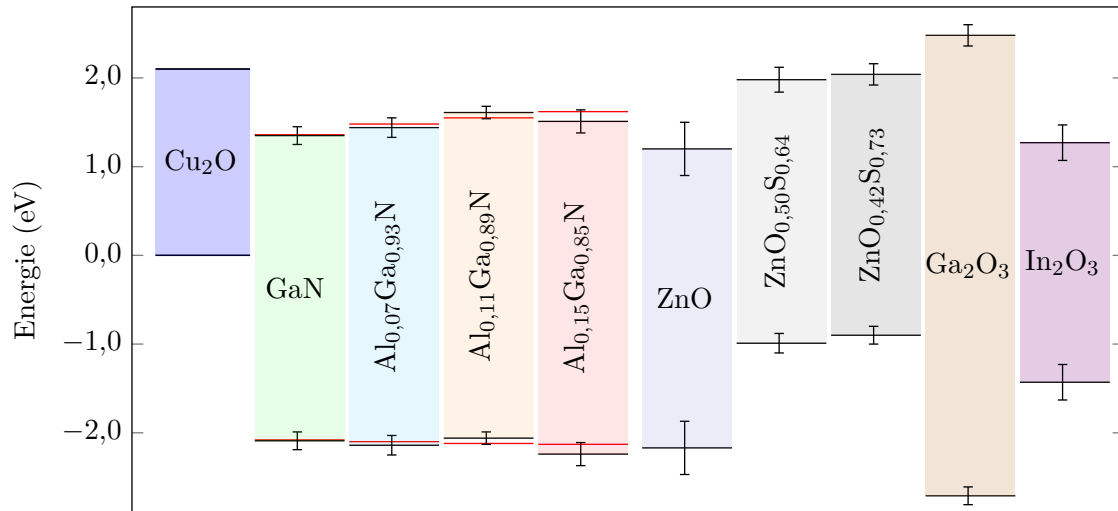 Energie (eV)
2,0
1,0
0,0
−1,0
−2,0
Cu₂O
GaN
Al₀,₀₇Ga₀,₉₃N
Al₀,₁₁Ga₀,₈₉N
Al₀,₁₅Ga₀,₈₅N
ZnO
ZnO₀,₅₀S₀,₆₄
ZnO₀,₄₂S₀,₇₃
Ga₂O₃
In₂O₃